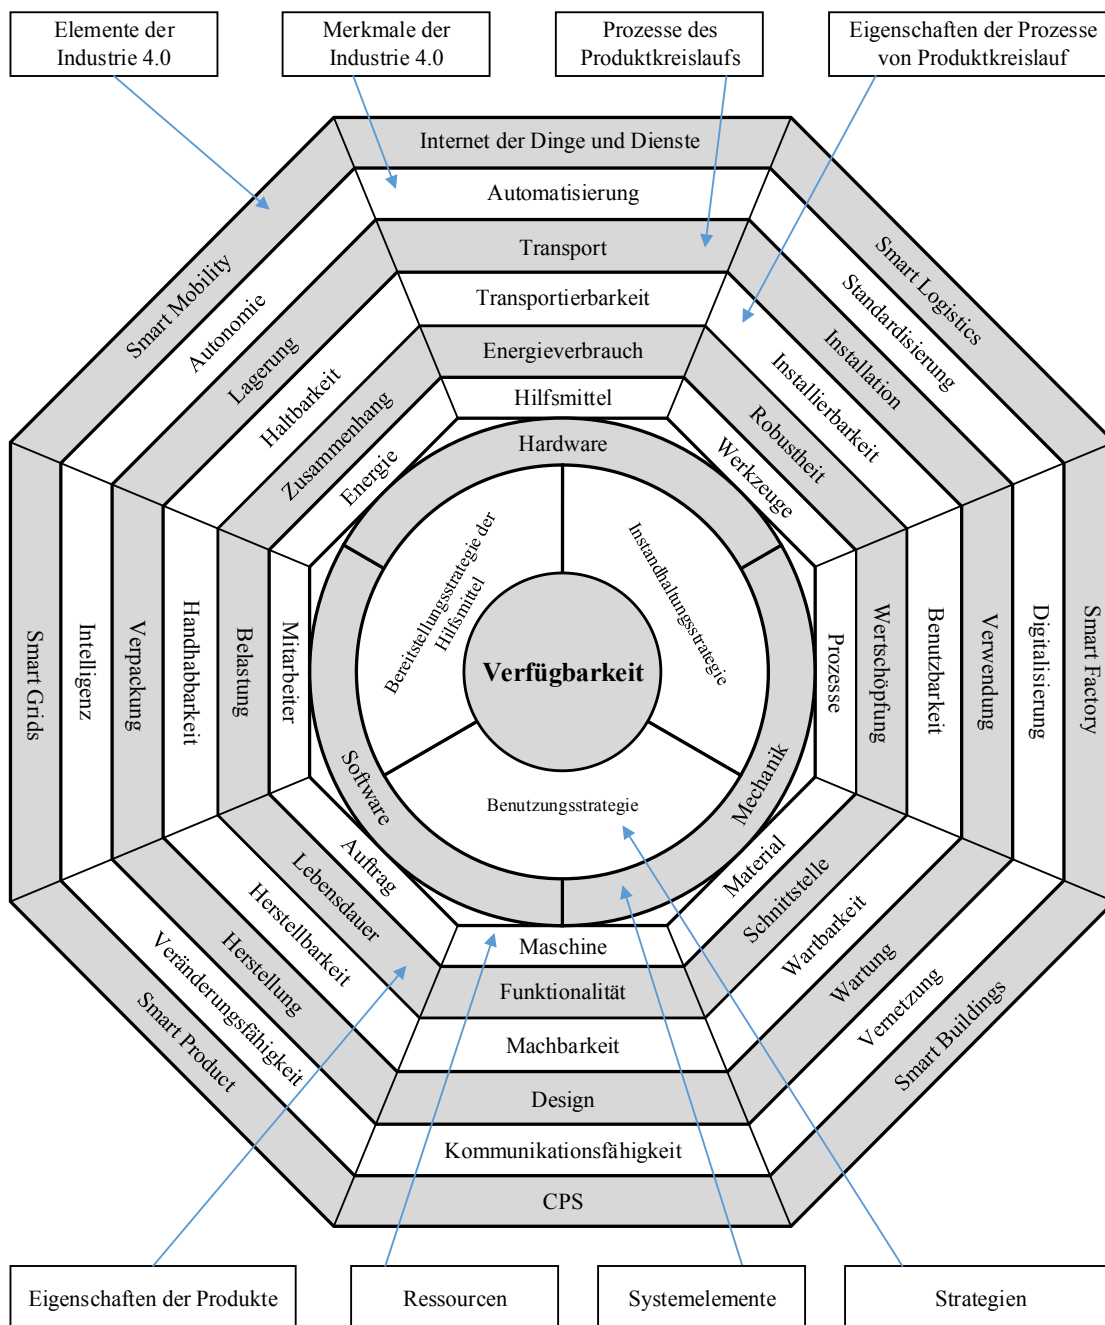 Elemente der
Industrie 4.0
Merkmale der
Industrie 4.0
Prozesse des
Produktkreislaufs
Eigenschaften der Prozesse
von Produktkreislauf
Internet der Dinge und Dienste
Automatisierung
Transport
Transportierbarkeit
Energieverbrauch
Hilfsmittel
Hardware
Smart Mobility
Autonomie
Lagerung
Haltbarkeit
Zusammenhang
Energie
Smart Logistics
Standardisierung
Installation
Installierbarkeit
Robustheit
Werkzeuge
Smart Grids
Intelligenz
Verpackung
Handhabbarkeit
Belastung
Mitarbeiter
Bereitstellungsstrategie der
Hilfsmittel
Instandhaltungsstrategie
Verfügbarkeit
Benutzungsstrategie
Software
Mechanik
Prozesse
Wertschöpfung
Benutzbarkeit
Verwendung
Digitalisierung
Smart Factory
Auftrag
Lebensdauer
Herstellbarkeit
Herstellung
Veränderungsfähigkeit
Smart Product
Material
Schnittstelle
Wartbarkeit
Wartung
Vernetzung
Smart Buildings
Maschine
Funktionalität
Machbarkeit
Design
Kommunikationsfähigkeit
CPS
Eigenschaften der Produkte
Ressourcen
Systemelemente
Strategien